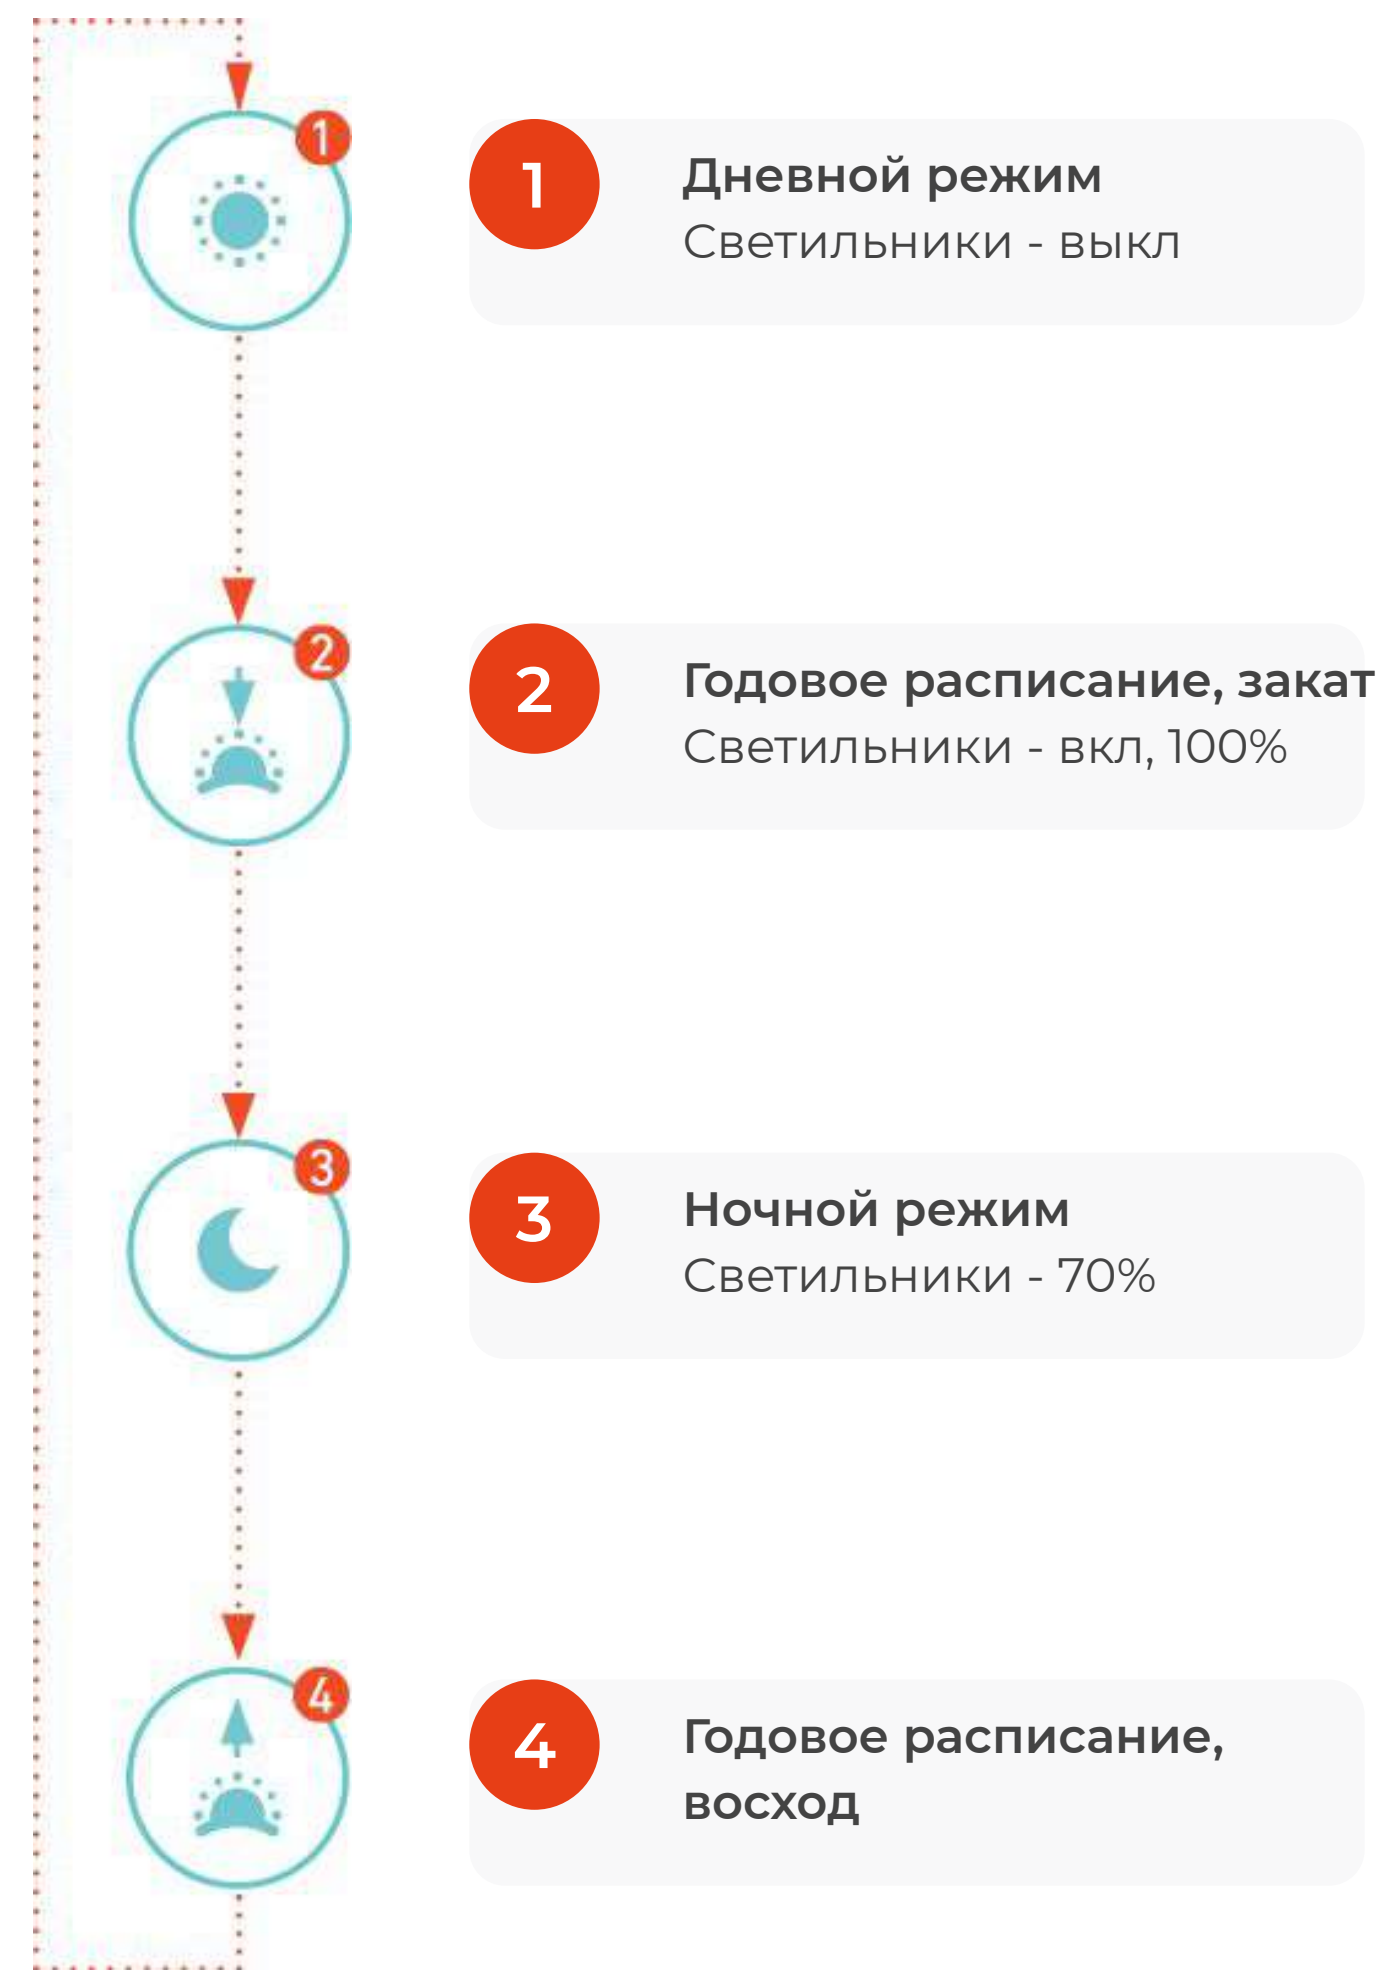 1
1
Дневной режим
Светильники - выкл
2
2
Годовое расписание, закат
Светильники - вкл, 100%
3
3
Ночной режим
Светильники - 70%
4
4
Годовое расписание,
восход